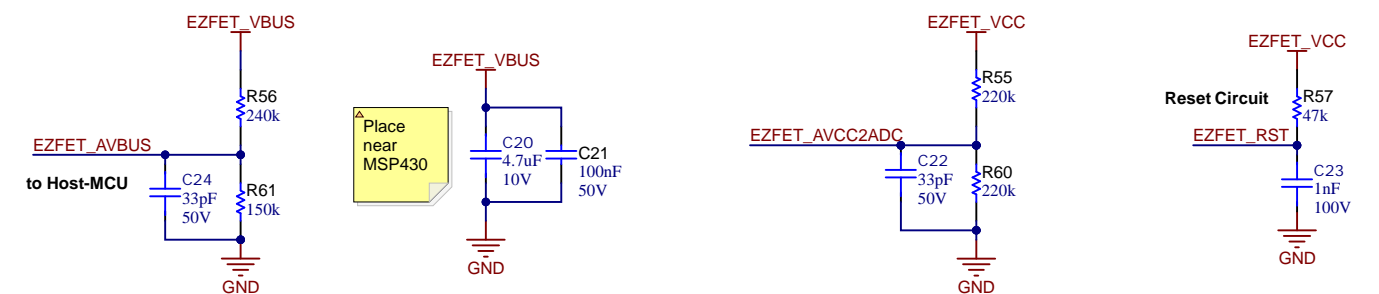 EZFET_VBUS
R56
240k
EZFET_AVBUS
to Host-MCU
C24
33pF
50V
R61
150k
GND
EZFET_VBUS
Place
near
MSP430
C20
4.7uF
10V
C21
100nF
50V
GND
EZFET_VCC
R55
220k
EZFET_AVCC2ADC
C22
33pF
50V
R60
220k
GND
EZFET_VCC
Reset Circuit
R57
47k
EZFET_RST
C23
1nF
100V
GND